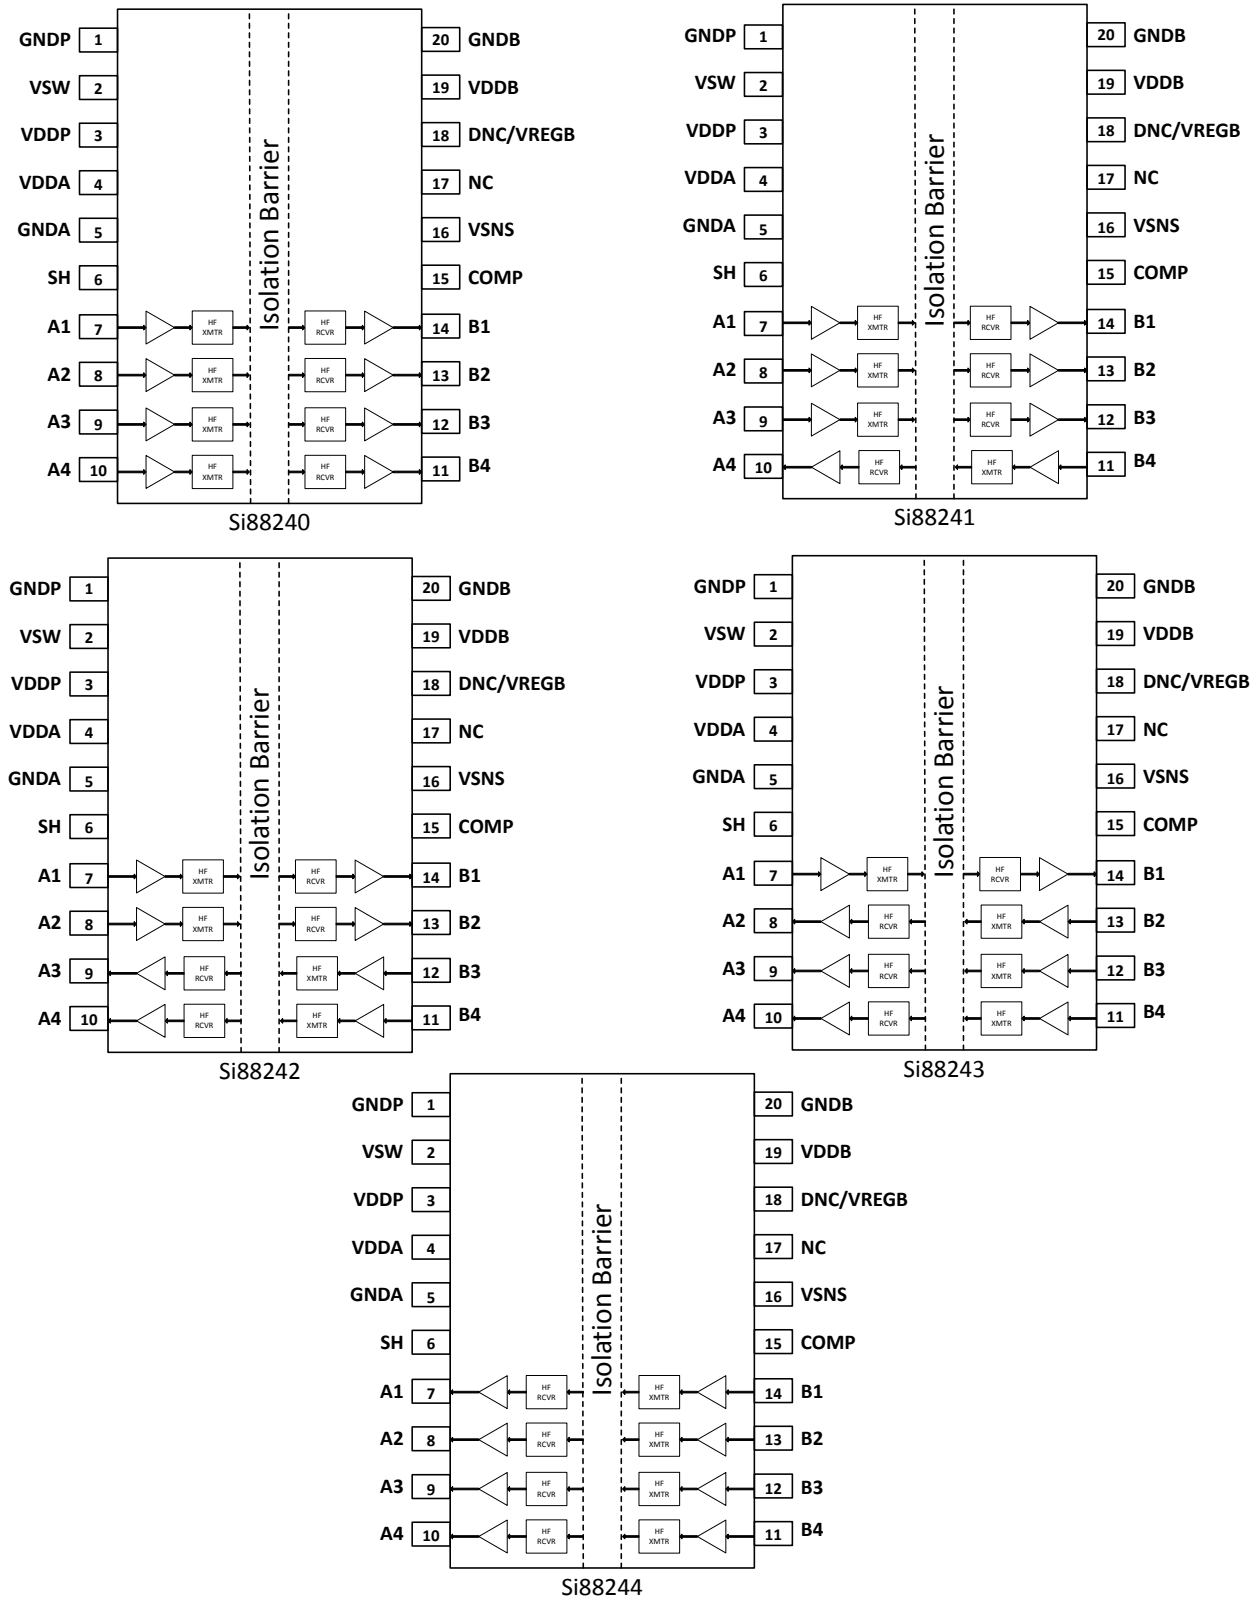 GNDP 1 20 GNDB
VSW 2 19 VDDB
VDDP 3 18 DNC/VREGB
VDDA 4 17 NC
GNDA 5 16 VSNS
SH 6 15 COMP
Isolation Barrier
A1 7 HF XMTR HF RCVR 14 B1
A2 8 HF XMTR HF RCVR 13 B2
A3 9 HF XMTR HF RCVR 12 B3
A4 10 HF XMTR HF RCVR 11 B4
Si88240
GNDP 1 20 GNDB
VSW 2 19 VDDB
VDDP 3 18 DNC/VREGB
VDDA 4 17 NC
GNDA 5 16 VSNS
SH 6 15 COMP
Isolation Barrier
A1 7 HF XMTR HF RCVR 14 B1
A2 8 HF XMTR HF RCVR 13 B2
A3 9 HF XMTR HF RCVR 12 B3
A4 10 HF RCVR HF XMTR 11 B4
Si88241
GNDP 1 20 GNDB
VSW 2 19 VDDB
VDDP 3 18 DNC/VREGB
VDDA 4 17 NC
GNDA 5 16 VSNS
SH 6 15 COMP
Isolation Barrier
A1 7 HF XMTR HF RCVR 14 B1
A2 8 HF XMTR HF RCVR 13 B2
A3 9 HF RCVR HF XMTR 12 B3
A4 10 HF RCVR HF XMTR 11 B4
Si88242
GNDP 1 20 GNDB
VSW 2 19 VDDB
VDDP 3 18 DNC/VREGB
VDDA 4 17 NC
GNDA 5 16 VSNS
SH 6 15 COMP
Isolation Barrier
A1 7 HF XMTR HF RCVR 14 B1
A2 8 HF RCVR HF XMTR 13 B2
A3 9 HF RCVR HF XMTR 12 B3
A4 10 HF RCVR HF XMTR 11 B4
Si88243
GNDP 1 20 GNDB
VSW 2 19 VDDB
VDDP 3 18 DNC/VREGB
VDDA 4 17 NC
GNDA 5 16 VSNS
SH 6 15 COMP
Isolation Barrier
A1 7 HF RCVR HF XMTR 14 B1
A2 8 HF RCVR HF XMTR 13 B2
A3 9 HF RCVR HF XMTR 12 B3
A4 10 HF RCVR HF XMTR 11 B4
Si88244